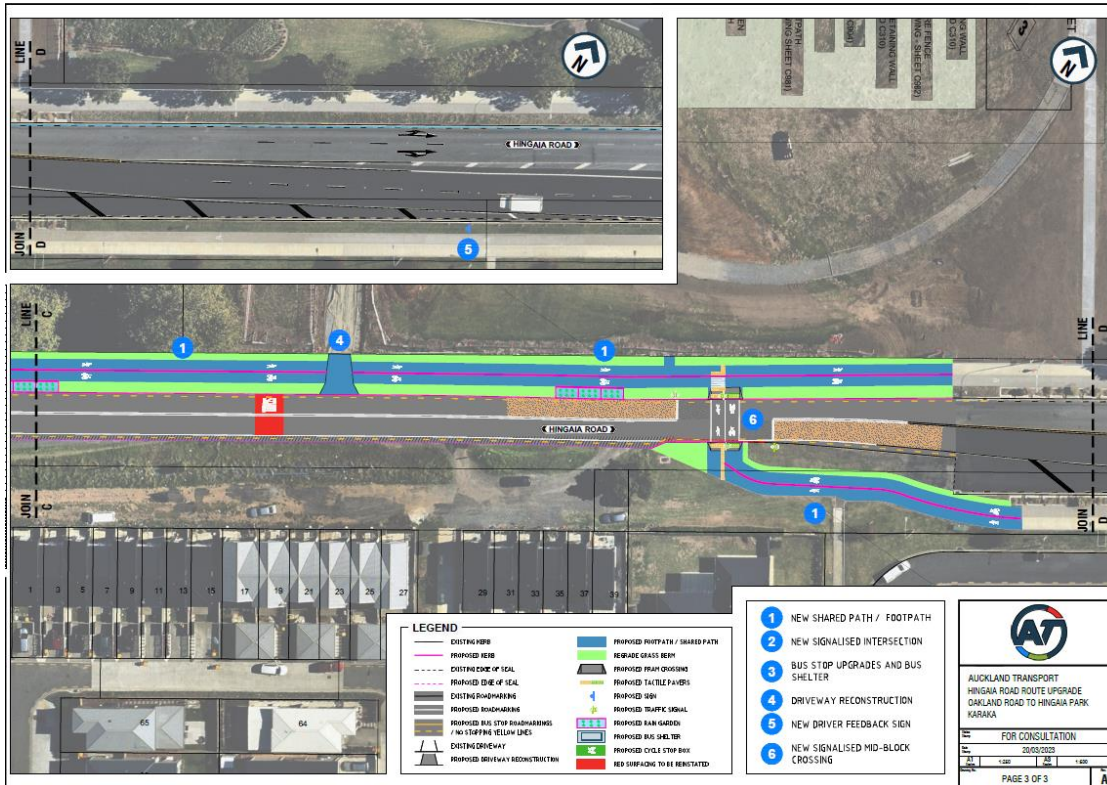 LINE
D
N
HINGAIA ROAD
JOIN
D
5
N
LINE
C
1
4
1
LINE
D
HINGAIA ROAD
6
JOIN
C
1
JOIN
D
1 3 5 7 9 11 13 15 17 19 21 23 25 27 29 31 33 35 37 39
65
64
LEGEND
EXISTING KERB
PROPOSED KERB
EXISTING EDGE OF SEAL
PROPOSED EDGE OF SEAL
EXISTING ROADMARKING
PROPOSED ROADMARKING
PROPOSED BUS STOP ROADMARKINGS
/ NO STOPPING YELLOW LINES
EXISTING DRIVEWAY
PROPOSED DRIVEWAY RECONSTRUCTION
PROPOSED FOOTPATH / SHARED PATH
REGRADE GRASS BERM
PROPOSED PRAM CROSSING
PROPOSED TACTILE PAVERS
PROPOSED SIGN
PROPOSED TRAFFIC SIGNAL
PROPOSED RAIN GARDEN
PROPOSED BUS SHELTER
PROPOSED CYCLE STOP BOX
RED SURFACING TO BE REINSTATED
1 NEW SHARED PATH / FOOTPATH
2 NEW SIGNALISED INTERSECTION
3 BUS STOP UPGRADES AND BUS
SHELTER
4 DRIVEWAY RECONSTRUCTION
5 NEW DRIVER FEEDBACK SIGN
6 NEW SIGNALISED MID-BLOCK
CROSSING
AT
AUCKLAND TRANSPORT
HINGAIA ROAD ROUTE UPGRADE
OAKLAND ROAD TO HINGAIA PARK
KARAKA
FOR CONSULTATION
20/03/2023
A1
A3
PAGE 3 OF 3
A